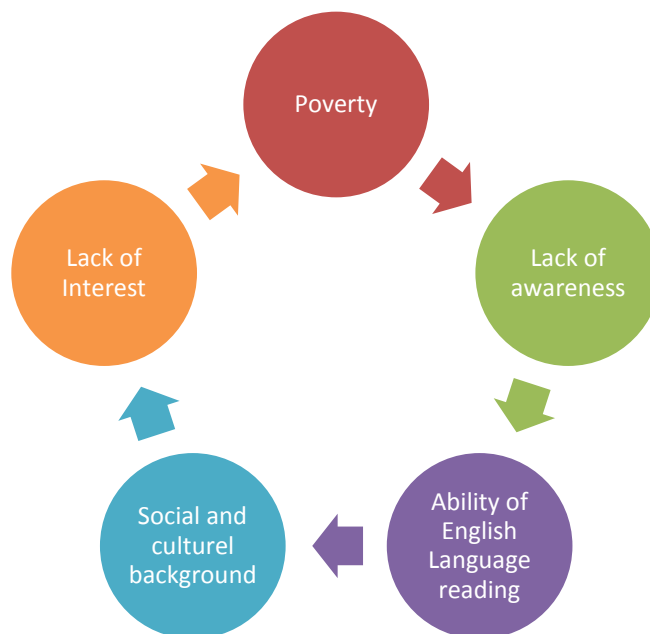 Poverty
Lack of
awareness
Ability of
English
Language
reading
Social and
culturel
background
Lack of
Interest